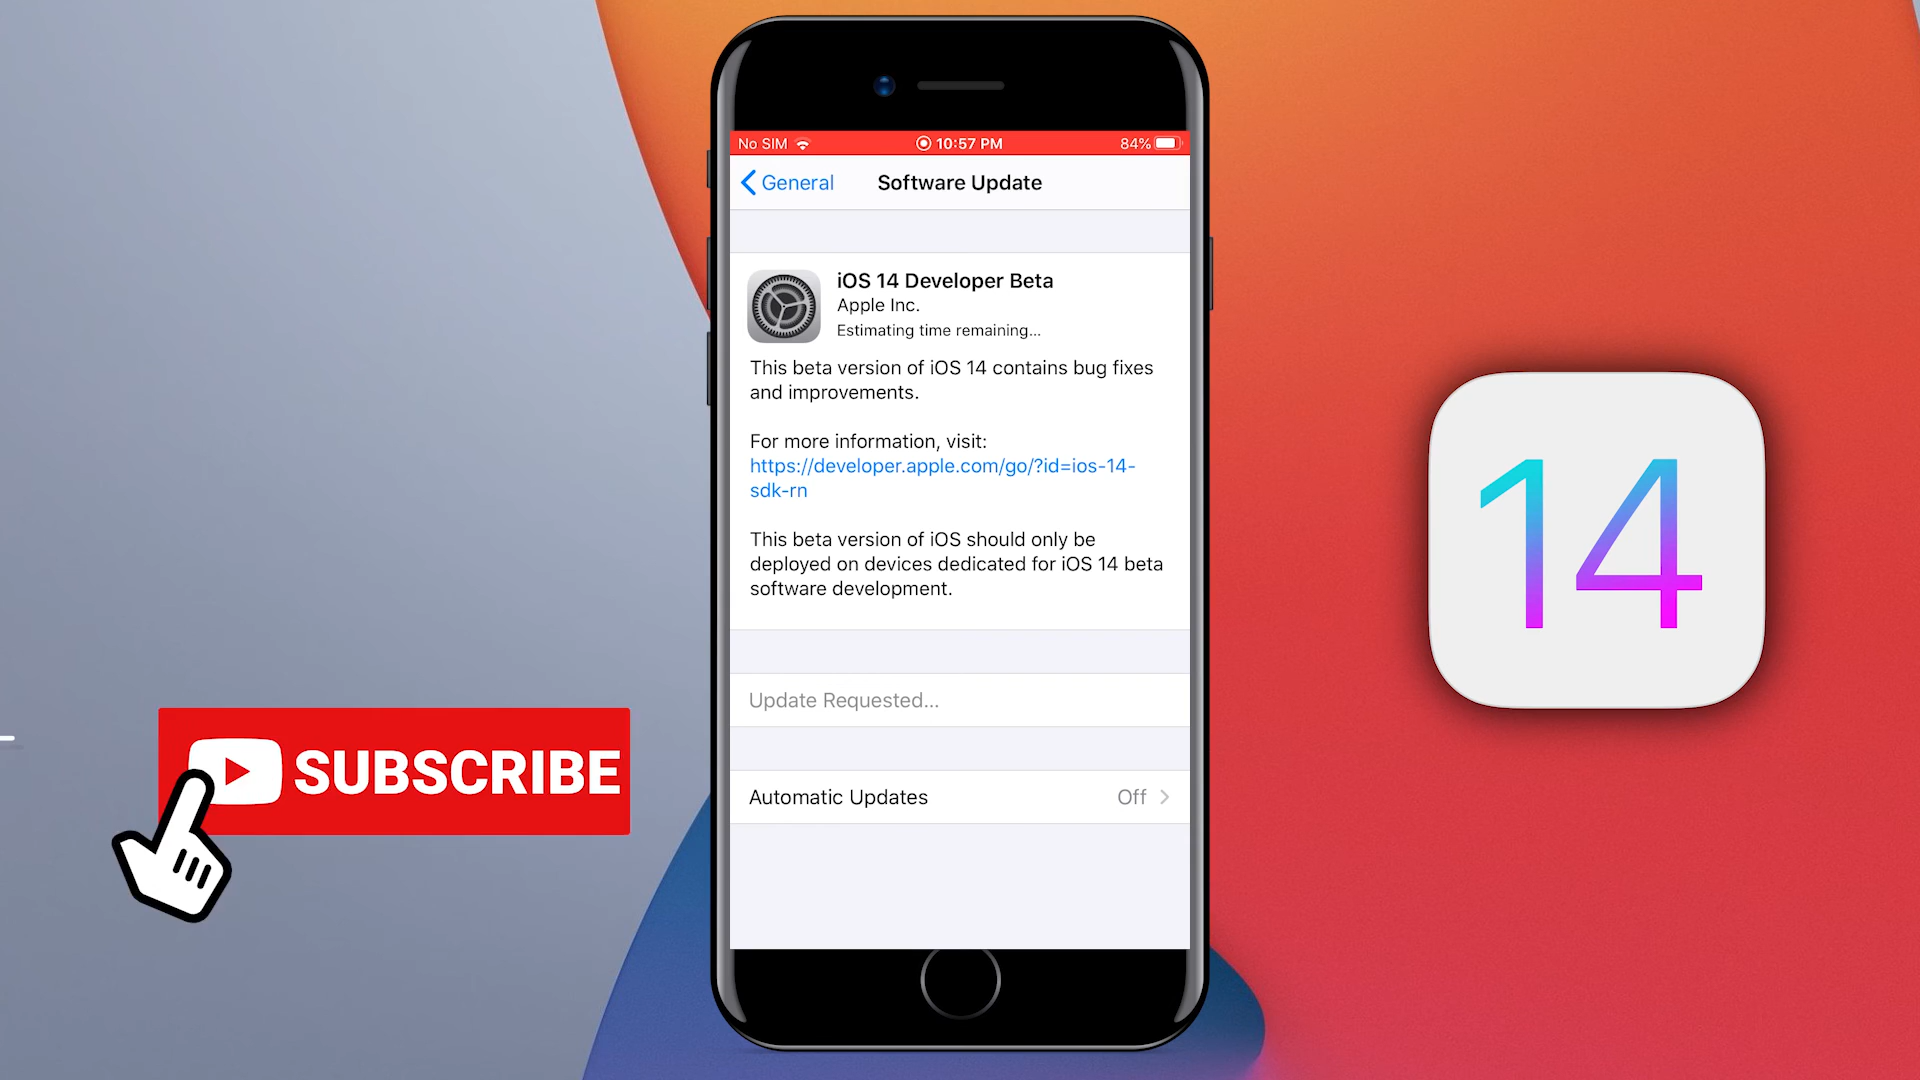 No SIM 10:57 PM 84%
General Software Update
iOS 14 Developer Beta
Apple Inc.
Estimating time remaining...
This beta version of iOS 14 contains bug fixes
and improvements.
For more information, visit:
https://developer.apple.com/go/?id=ios-14-
sdk-rn
This beta version of iOS should only be
deployed on devices dedicated for iOS 14 beta
software development.
Update Requested...
Automatic Updates Off
SUBSCRIBE
14